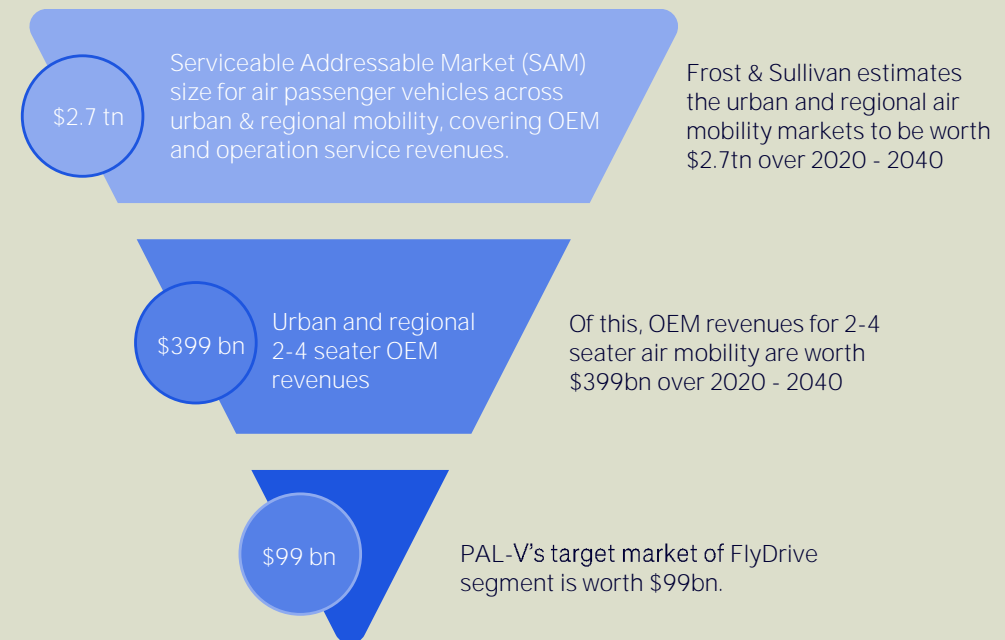 $2.7 tn
Serviceable Addressable Market (SAM)
size for air passenger vehicles across
urban & regional mobility, covering OEM
and operation service revenues.
Frost & Sullivan estimates
the urban and regional air
mobility markets to be worth
$2.7tn over 2020 - 2040
$399 bn
Urban and regional
2-4 seater OEM
revenues
Of this, OEM revenues for 2-4
seater air mobility are worth
$399bn over 2020 - 2040
$99 bn
PAL-V’s target market of FlyDrive
segment is worth $99bn.